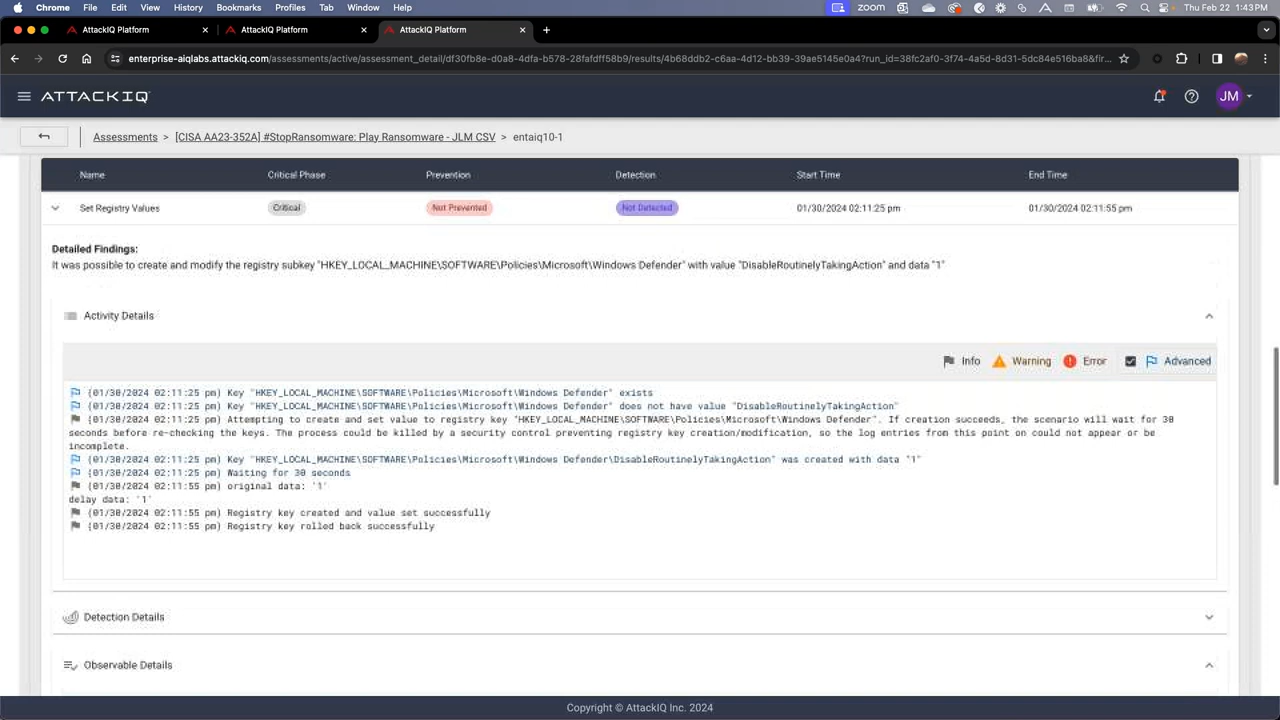 Chrome File Edit View History Bookmarks Profiles Tab Window Help zoom Thu Feb 22 1:43 PM
AttackIQ Platform AttackIQ Platform AttackIQ Platform
enterprise-aiqlabs.attackiq.com/assessments/active/assessment_detail/df30fb8e-d0a8-4dfa-b578-28fafdff58b9/results/4b68ddb2-c6aa-4d12-bb39-39ae5145e0a4?run_id=38fc2af0-3f74-4a5d-8d31-5dc84e516ba8&fir...
ATTACKIQ JM
Assessments > [CISA AA23-352A] #StopRansomware: Play Ransomware - JLM CSV > entaiq10-1
Name Critical Phase Prevention Detection Start Time End Time
Set Registry Values Critical Not Prevented Not Detected 01/30/2024 02:11:25 pm 01/30/2024 02:11:55 pm
Detailed Findings:
It was possible to create and modify the registry subkey "HKEY_LOCAL_MACHINE\SOFTWARE\Policies\Microsoft\Windows Defender" with value "DisableRoutinelyTakingAction" and data "1"
Activity Details
Info Warning Error Advanced
(01/30/2024 02:11:25 pm) Key "HKEY_LOCAL_MACHINE\SOFTWARE\Policies\Microsoft\Windows Defender" exists
(01/30/2024 02:11:25 pm) Key "HKEY_LOCAL_MACHINE\SOFTWARE\Policies\Microsoft\Windows Defender" does not have value "DisableRoutinelyTakingAction"
(01/30/2024 02:11:25 pm) Attempting to create and set value to registry key "HKEY_LOCAL_MACHINE\SOFTWARE\Policies\Microsoft\Windows Defender". If creation succeeds, the scenario will wait for 30
seconds before re-checking the keys. The process could be killed by a security control preventing registry key creation/modification, so the log entries from this point on could not appear or be
incomplete.
(01/30/2024 02:11:25 pm) Key "HKEY_LOCAL_MACHINE\SOFTWARE\Policies\Microsoft\Windows Defender\DisableRoutinelyTakingAction" was created with data "1"
(01/30/2024 02:11:25 pm) Waiting for 30 seconds
(01/30/2024 02:11:55 pm) original data: '1'
delay data: '1'
(01/30/2024 02:11:55 pm) Registry key created and value set successfully
(01/30/2024 02:11:55 pm) Registry key rolled back successfully
Detection Details
Observable Details
Copyright © AttackIQ Inc. 2024